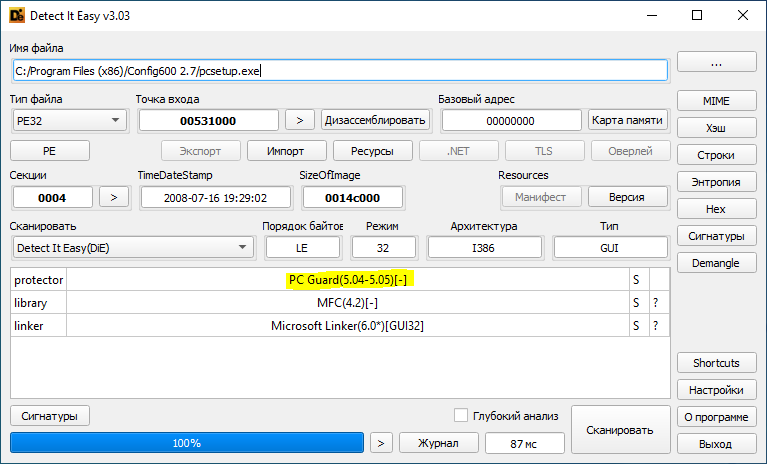 Detect It Easy v3.03
Имя файла
C:/Program Files (x86)/Config600 2.7/pcsetup.exe
...
Тип файла Точка входа Базовый адрес
PE32 00531000 > Дизассемблировать 00000000 Карта памяти MIME
PE Экспорт Импорт Ресурсы .NET TLS Оверлей Хэш
Секции TimeDateStamp SizeOfImage Resources Строки
0004 > 2008-07-16 19:29:02 0014c000 Манифест Версия Энтропия
Сканировать Порядок байтов Режим Архитектура Тип Hex
Detect It Easy(DiE) LE 32 I386 GUI Сигнатуры
Demangle
protector PC Guard(5.04-5.05)[-] S
library MFC(4.2)[-] S ?
linker Microsoft Linker(6.0*)[GUI32] S ?
Shortcuts
Настройки
Сигнатуры Глубокий анализ Сканировать О программе
100% > Журнал 87 мс Выход